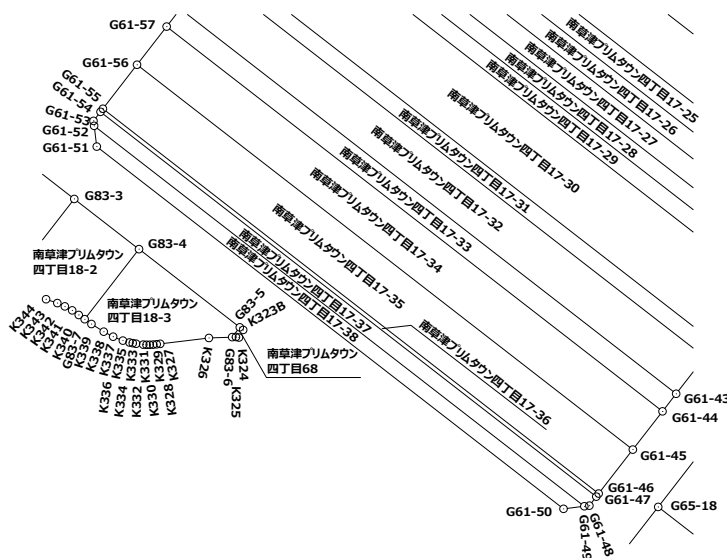 G61-57
G61-56
G61-55
G61-54
G61-53
G61-52
G61-51
G83-3
G83-4
南草津プリムタウン
四丁目18-2
南草津プリムタウン
四丁目18-3
K344
K343
K342
K341
K340
G83-7
K339
K338
K337
K336
K335
K334
K333
K332
K331
K330
K329
K328
K327
K326
G83-6
K325
K324
G83-5
K323B
南草津プリムタウン
四丁目68
南草津プリムタウン四丁目17-25
南草津プリムタウン四丁目17-26
南草津プリムタウン四丁目17-27
南草津プリムタウン四丁目17-28
南草津プリムタウン四丁目17-29
南草津プリムタウン四丁目17-30
南草津プリムタウン四丁目17-31
南草津プリムタウン四丁目17-32
南草津プリムタウン四丁目17-33
南草津プリムタウン四丁目17-34
南草津プリムタウン四丁目17-35
南草津プリムタウン四丁目17-37
南草津プリムタウン四丁目17-38
南草津プリムタウン四丁目17-36
G61-43
G61-44
G61-45
G61-46
G61-47
G65-18
G61-50
G61-48
G61-49